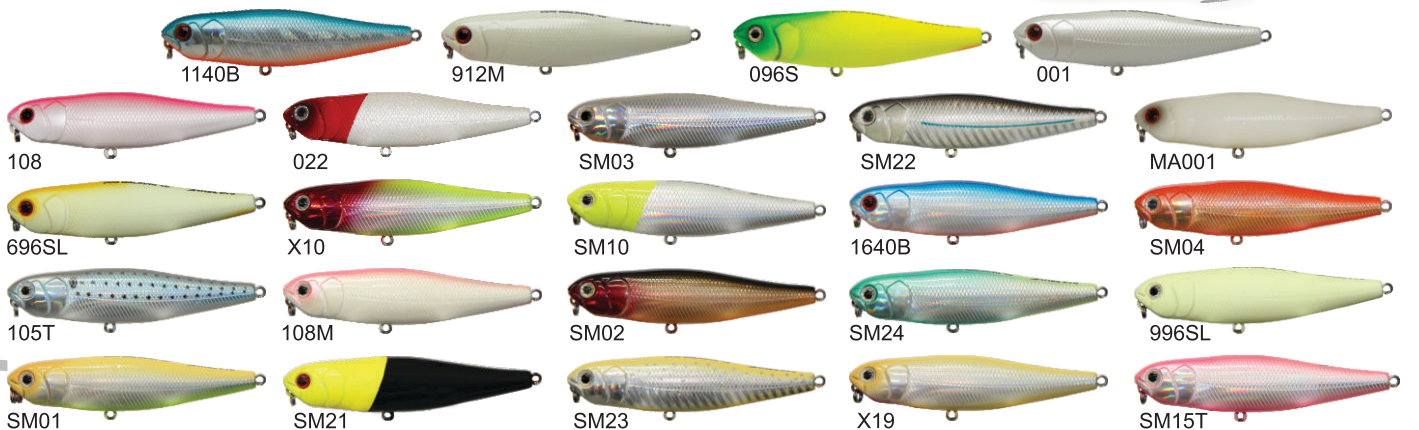 1140B 912M 096S 001
108 022 SM03 SM22 MA001
696SL X10 SM10 1640B SM04
105T 108M SM02 SM24 996SL
SM01 SM21 SM23 X19 SM15T